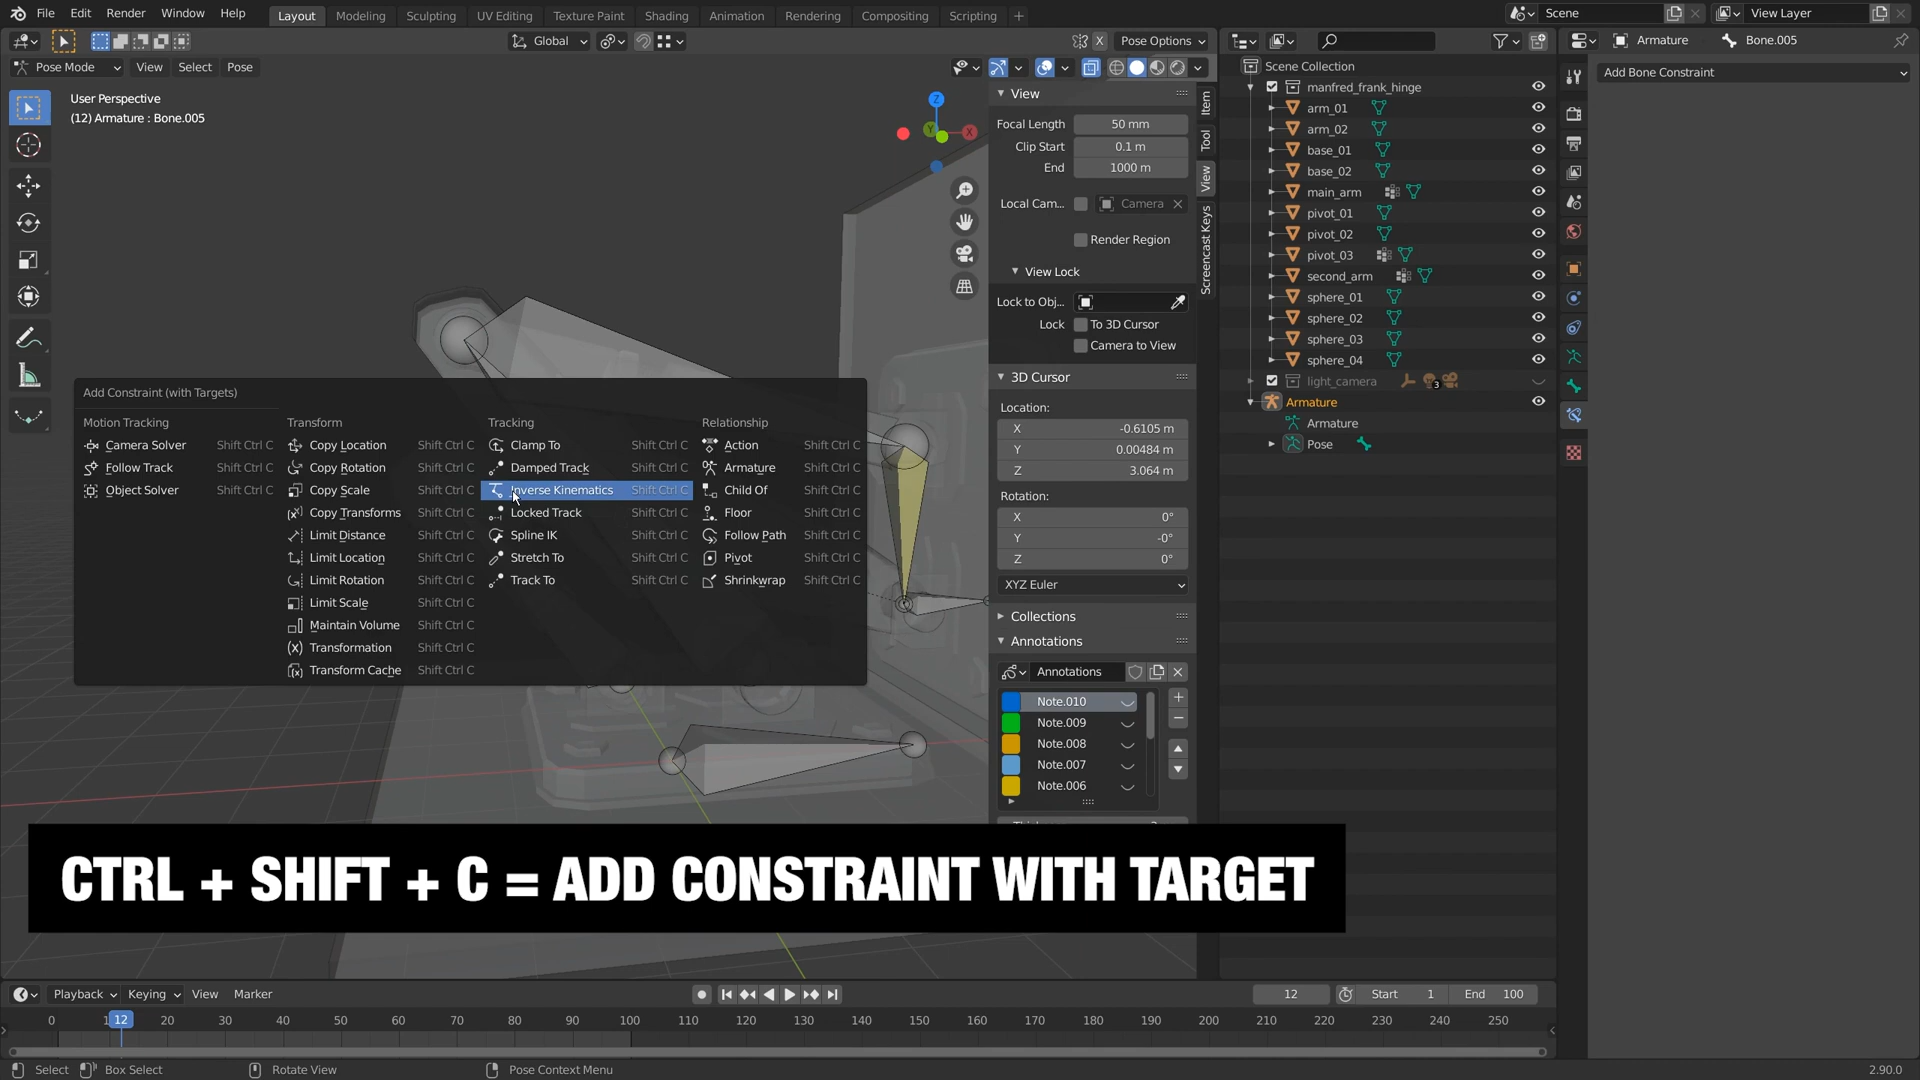 File Edit Render Window Help Layout Modeling Sculpting UV Editing Texture Paint Shading Animation Rendering Compositing Scripting + Scene View Layer
Global X Pose Options Armature Bone.005
Pose Mode View Select Pose
Add Bone Constraint
User Perspective
(12) Armature : Bone.005
Z
Y
X
View
Focal Length 50 mm
Clip Start 0.1 m
End 1000 m
Local Cam... Camera
Render Region
View Lock
Lock to Obj...
Lock To 3D Cursor
Camera to View
3D Cursor
Location:
X -0.6105 m
Y 0.00484 m
Z 3.064 m
Rotation:
X 0°
Y -0°
Z 0°
XYZ Euler
Collections
Annotations
Annotations
Note.010
Note.009
Note.008
Note.007
Note.006
Item
Tool
View
Screencast Keys
Scene Collection
manfred_frank_hinge
arm_01
arm_02
base_01
base_02
main_arm
pivot_01
pivot_02
pivot_03
second_arm
sphere_01
sphere_02
sphere_03
sphere_04
light_camera 3
Armature
Armature
Pose
Add Constraint (with Targets)
Motion Tracking
Camera Solver Shift Ctrl C
Follow Track Shift Ctrl C
Object Solver Shift Ctrl C
Transform
Copy Location Shift Ctrl C
Copy Rotation Shift Ctrl C
Copy Scale Shift Ctrl C
Copy Transforms Shift Ctrl C
Limit Distance Shift Ctrl C
Limit Location Shift Ctrl C
Limit Rotation Shift Ctrl C
Limit Scale Shift Ctrl C
Maintain Volume Shift Ctrl C
Transformation Shift Ctrl C
Transform Cache Shift Ctrl C
Tracking
Clamp To Shift Ctrl C
Damped Track Shift Ctrl C
Inverse Kinematics Shift Ctrl C
Locked Track Shift Ctrl C
Spline IK Shift Ctrl C
Stretch To Shift Ctrl C
Track To Shift Ctrl C
Relationship
Action Shift Ctrl C
Armature Shift Ctrl C
Child Of Shift Ctrl C
Floor Shift Ctrl C
Follow Path Shift Ctrl C
Pivot Shift Ctrl C
Shrinkwrap Shift Ctrl C
CTRL + SHIFT + C = ADD CONSTRAINT WITH TARGET
Playback Keying View Marker 12 Start 1 End 100
0 12 20 30 40 50 60 70 80 90 100 110 120 130 140 150 160 170 180 190 200 210 220 230 240 250
Select Box Select Rotate View Pose Context Menu 2.90.0